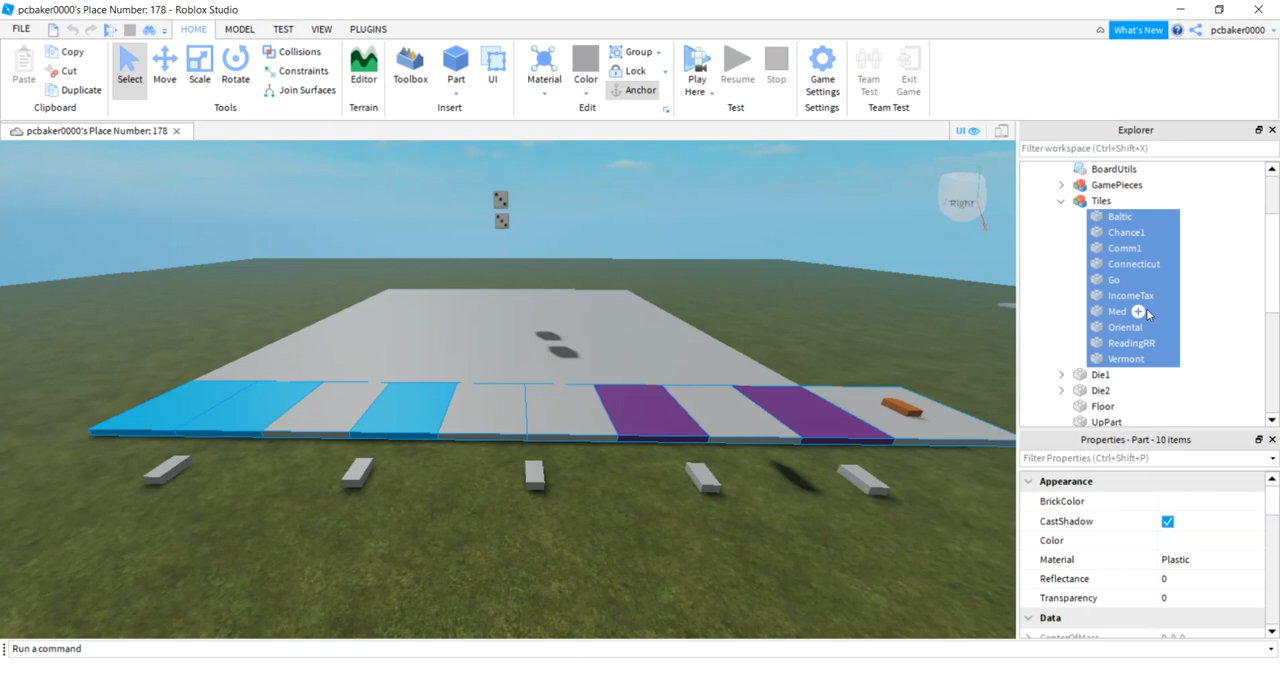 pcbaker0000's Place Number: 178 - Roblox Studio
FILE HOME MODEL TEST VIEW PLUGINS What's New pcbaker0000
Paste Copy Cut Duplicate Clipboard
Select Move Scale Rotate Collisions Constraints Join Surfaces Tools
Editor Terrain
Toolbox Part UI Insert
Material Color Group Lock Anchor Edit
Play Here Resume Stop Test
Game Settings Settings
Team Test Exit Game Team Test
pcbaker0000's Place Number: 178
UI
Right
Explorer
Filter workspace (Ctrl+Shift+X)
BoardUtils
GamePieces
Tiles
Baltic
Chance1
Comm1
Connecticut
Go
IncomeTax
Med
Oriental
ReadingRR
Vermont
Die1
Die2
Floor
UpPart
Properties - Part - 10 items
Filter Properties (Ctrl+Shift+P)
Appearance
BrickColor
CastShadow
Color
Material Plastic
Reflectance 0
Transparency 0
Data
Run a command